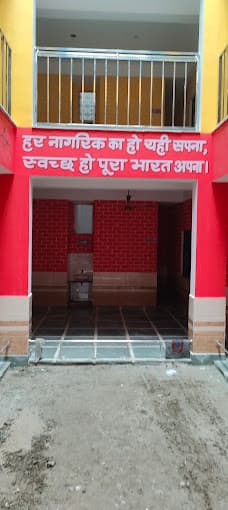 हर नागरिक का हो यही सपना,
स्वच्छ हो पूरा भारत अपना।